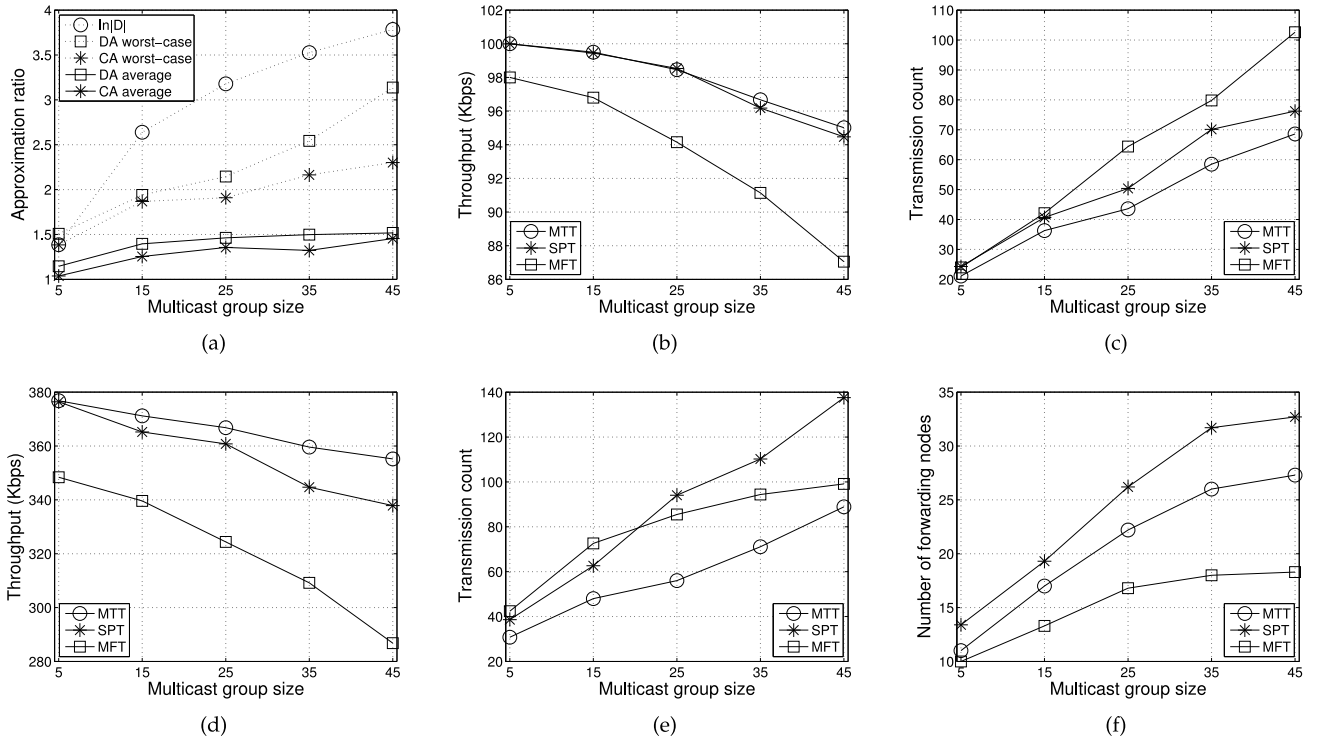 4
3.5
3
2.5
2
1.5
1
Approximation ratio
ln|D|
DA worst−case
CA worst−case
DA average
CA average
5
15
25
35
45
Multicast group size
(a)
102
100
98
96
94
92
90
88
86
Throughput (Kbps)
MTT
SPT
MFT
5
15
25
35
45
Multicast group size
(b)
110
100
90
80
70
60
50
40
30
20
Transmission count
MTT
SPT
MFT
5
15
25
35
45
Multicast group size
(c)
380
360
340
320
300
280
Throughput (Kbps)
MTT
SPT
MFT
5
15
25
35
45
Multicast group size
(d)
140
120
100
80
60
40
20
Transmission count
MTT
SPT
MFT
5
15
25
35
45
Multicast group size
(e)
35
30
25
20
15
10
Number of forwarding nodes
MTT
SPT
MFT
5
15
25
35
45
Multicast group size
(f)